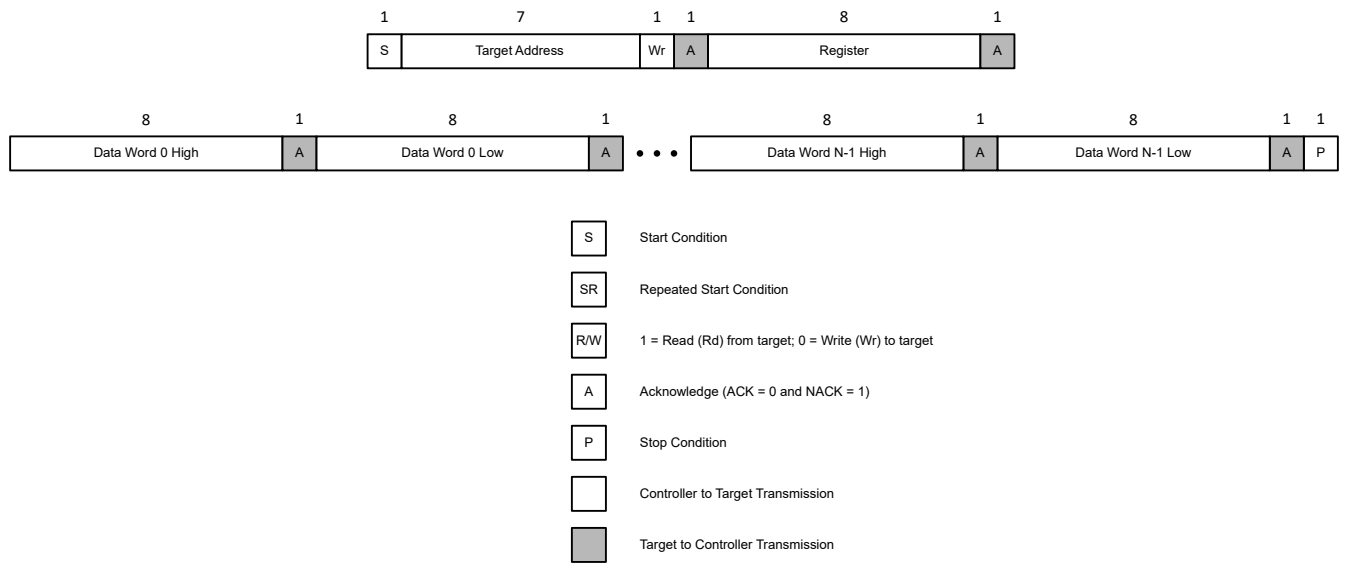 1 7 1 1 8 1
S Target Address Wr A Register A
8 1 8 1 8 1 8 1 1
Data Word 0 High A Data Word 0 Low A • • • Data Word N-1 High A Data Word N-1 Low A P
S Start Condition
SR Repeated Start Condition
R/W 1 = Read (Rd) from target; 0 = Write (Wr) to target
A Acknowledge (ACK = 0 and NACK = 1)
P Stop Condition
Controller to Target Transmission
Target to Controller Transmission